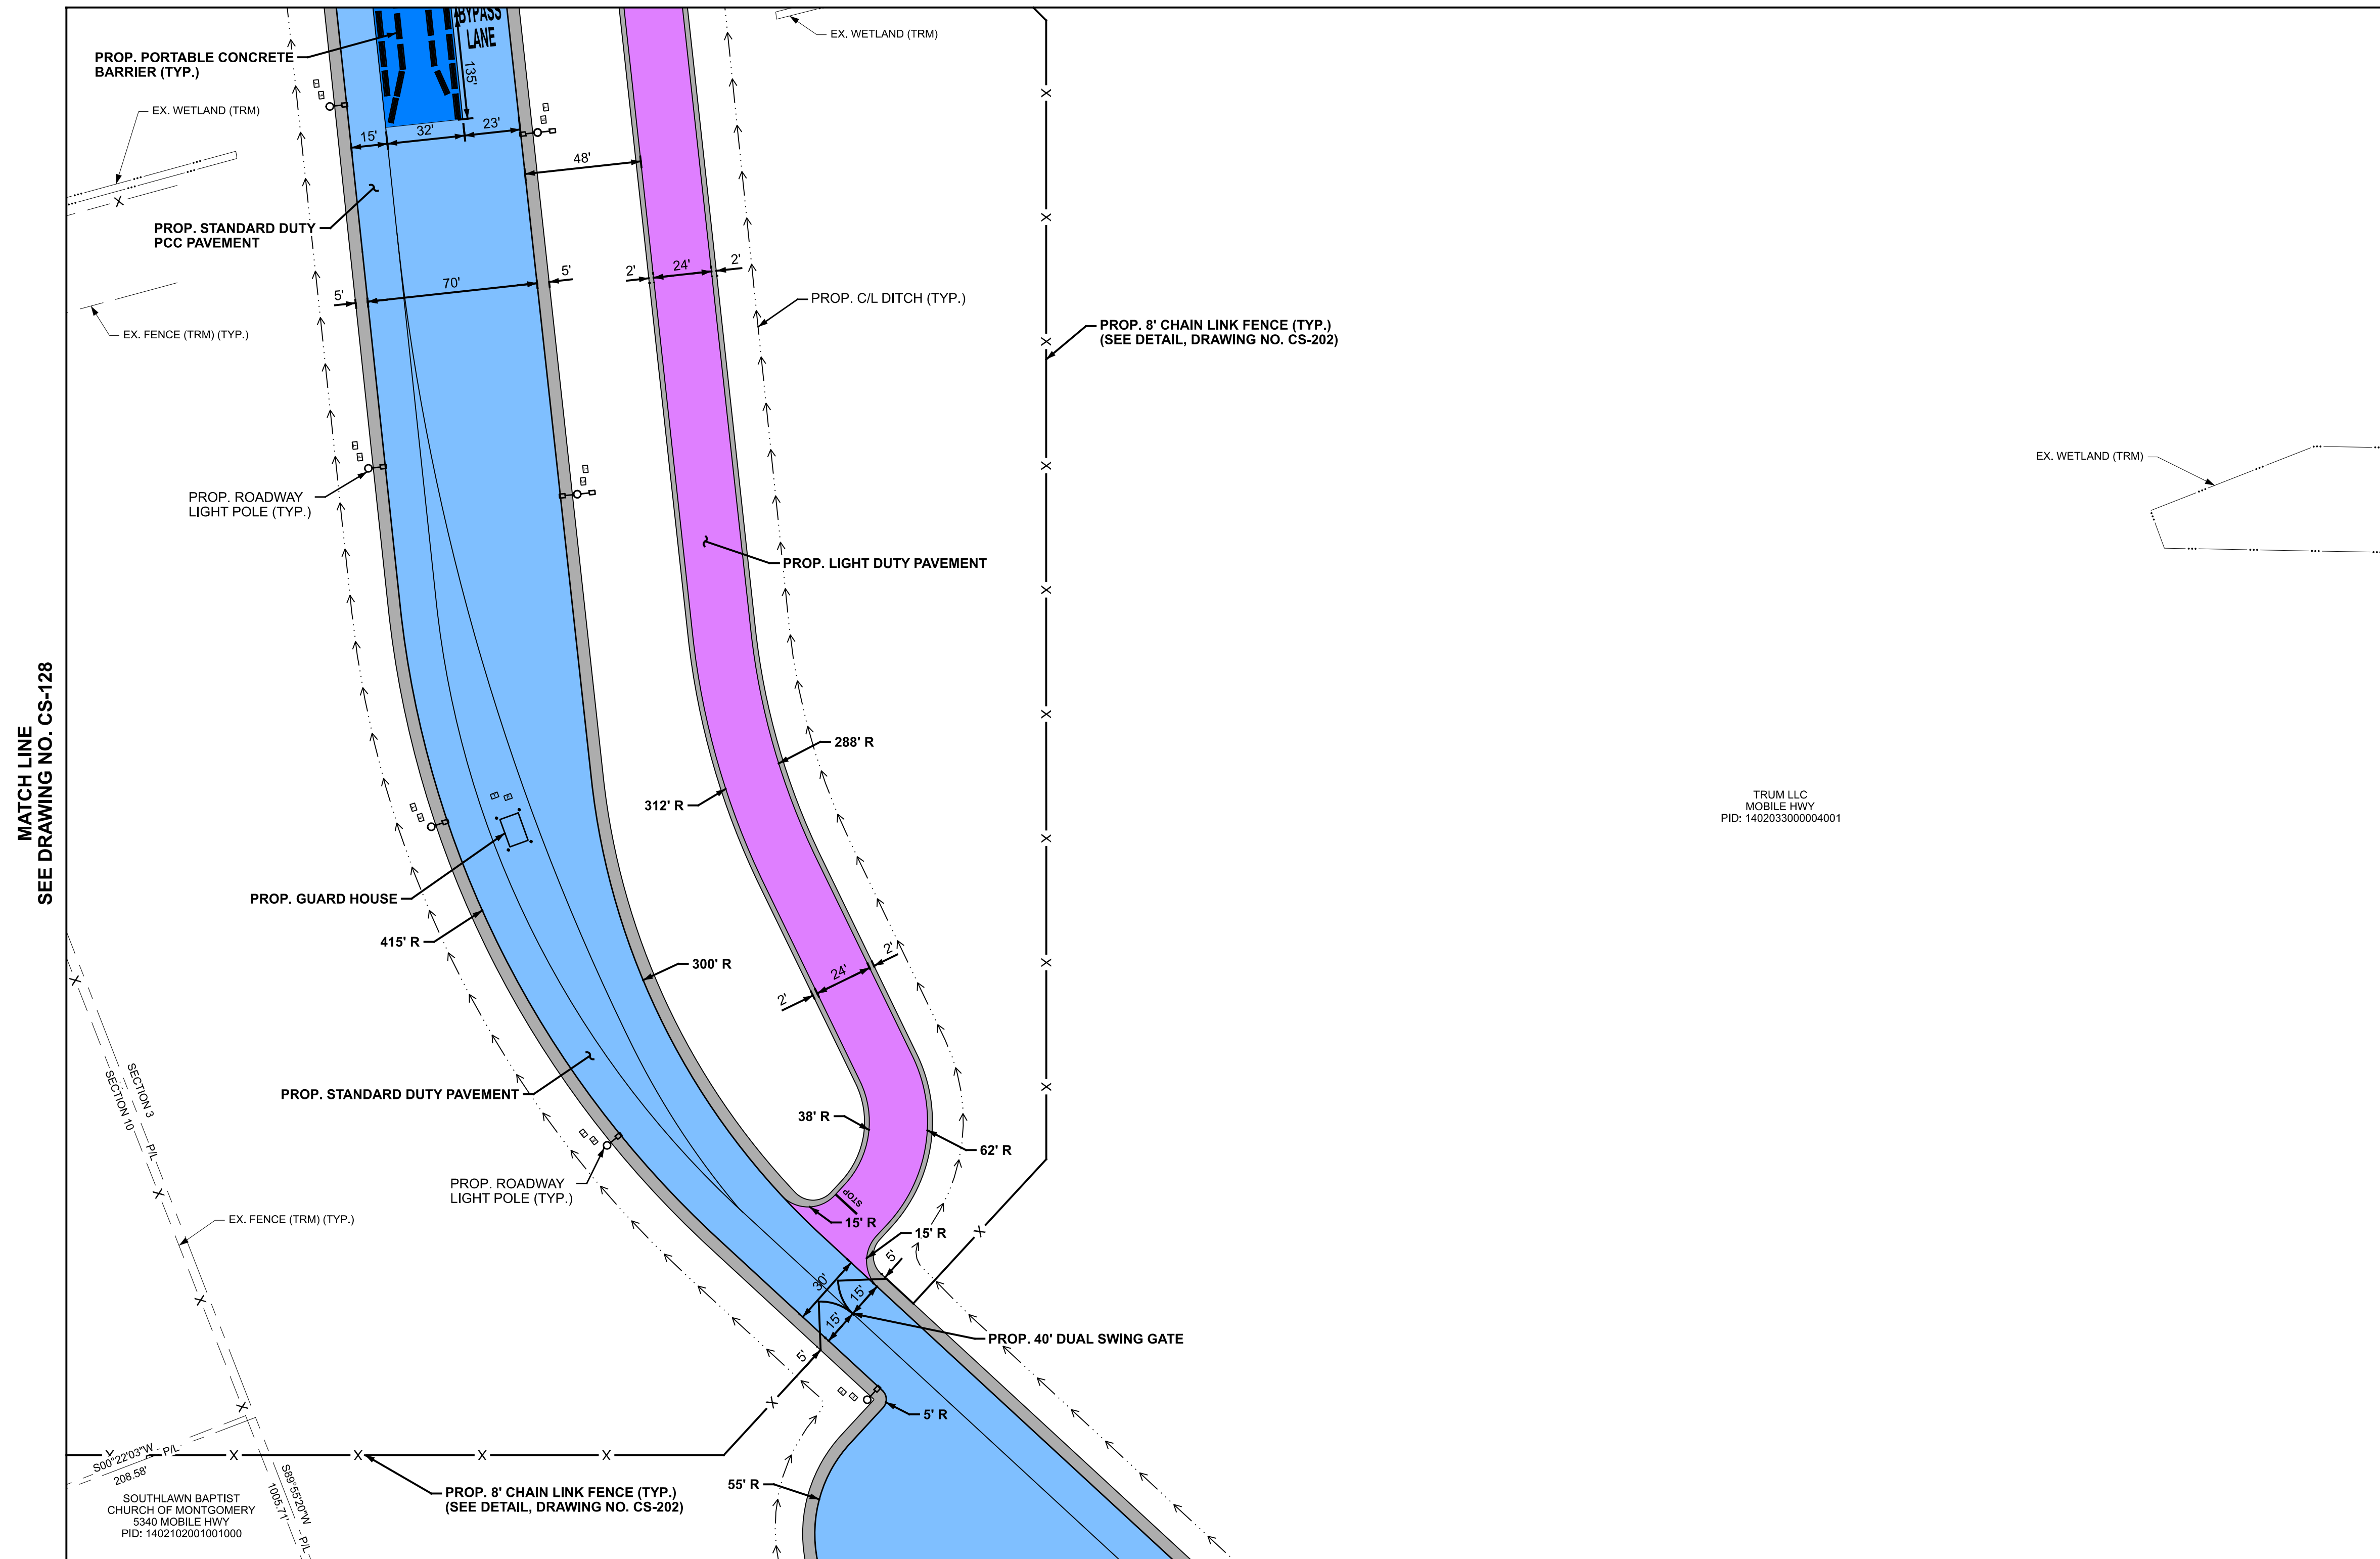 BYPASS
LANE
135'
EX. WETLAND (TRM)
PROP. PORTABLE CONCRETE
BARRIER (TYP.)
EX. WETLAND (TRM)
15'
32'
23'
48'
X
X
X
PROP. STANDARD DUTY
PCC PAVEMENT
5'
70'
5'
2'
24'
2'
PROP. C/L DITCH (TYP.)
EX. FENCE (TRM) (TYP.)
PROP. 8' CHAIN LINK FENCE (TYP.)
(SEE DETAIL, DRAWING NO. CS-202)
X
X
EX. WETLAND (TRM)
PROP. ROADWAY
LIGHT POLE (TYP.)
PROP. LIGHT DUTY PAVEMENT
X
X
288' R
312' R
MATCH LINE
SEE DRAWING NO. CS-128
TRUM LLC
MOBILE HWY
PID: 1402033000004001
X
PROP. GUARD HOUSE
415' R
300' R
2'
24'
2'
X
X
X
PROP. STANDARD DUTY PAVEMENT
SECTION 3
SECTION 10
P/L
38' R
62' R
PROP. ROADWAY
LIGHT POLE (TYP.)
X
STOP
15' R
15' R
X
EX. FENCE (TRM) (TYP.)
5'
30'
15'
15'
5'
X
PROP. 40' DUAL SWING GATE
X
X
5' R
X
X
X
X
X
S00°22'03"W
P/L
208.58'
S89°55'20"W
1005.71'
P/L
55' R
PROP. 8' CHAIN LINK FENCE (TYP.)
(SEE DETAIL, DRAWING NO. CS-202)
SOUTHLAWN BAPTIST
CHURCH OF MONTGOMERY
5340 MOBILE HWY
PID: 1402102001001000